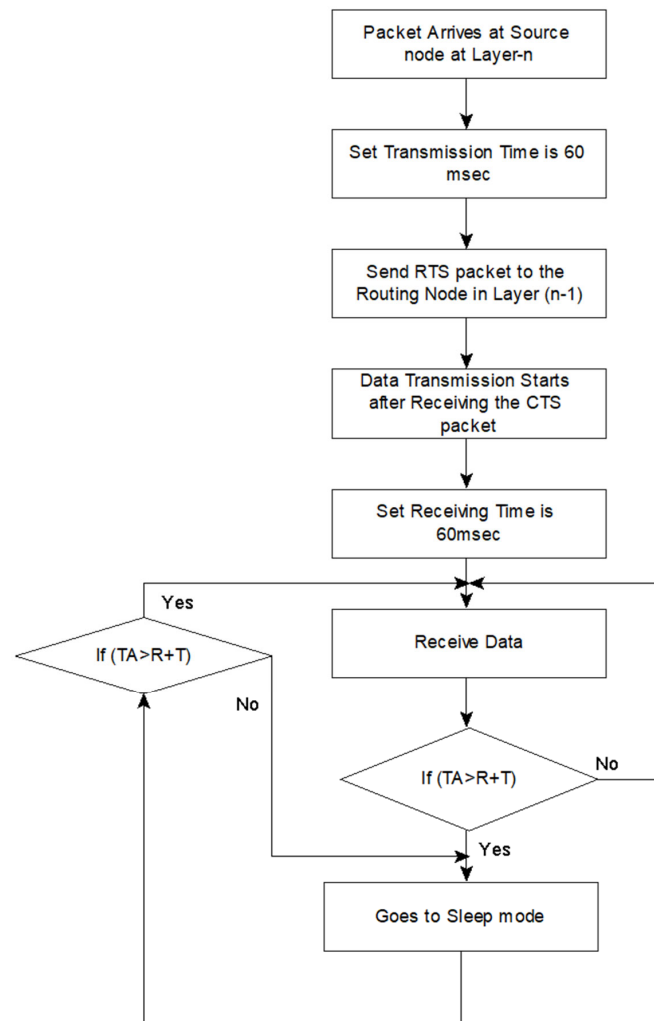 Packet Arrives at Source
node at Layer-n
Set Transmission Time is 60
msec
Send RTS packet to the
Routing Node in Layer (n-1)
Data Transmission Starts
after Receiving the CTS
packet
Set Receiving Time is
60msec
Yes
If (TA>R+T)
No
Receive Data
If (TA>R+T)
No
Yes
Goes to Sleep mode